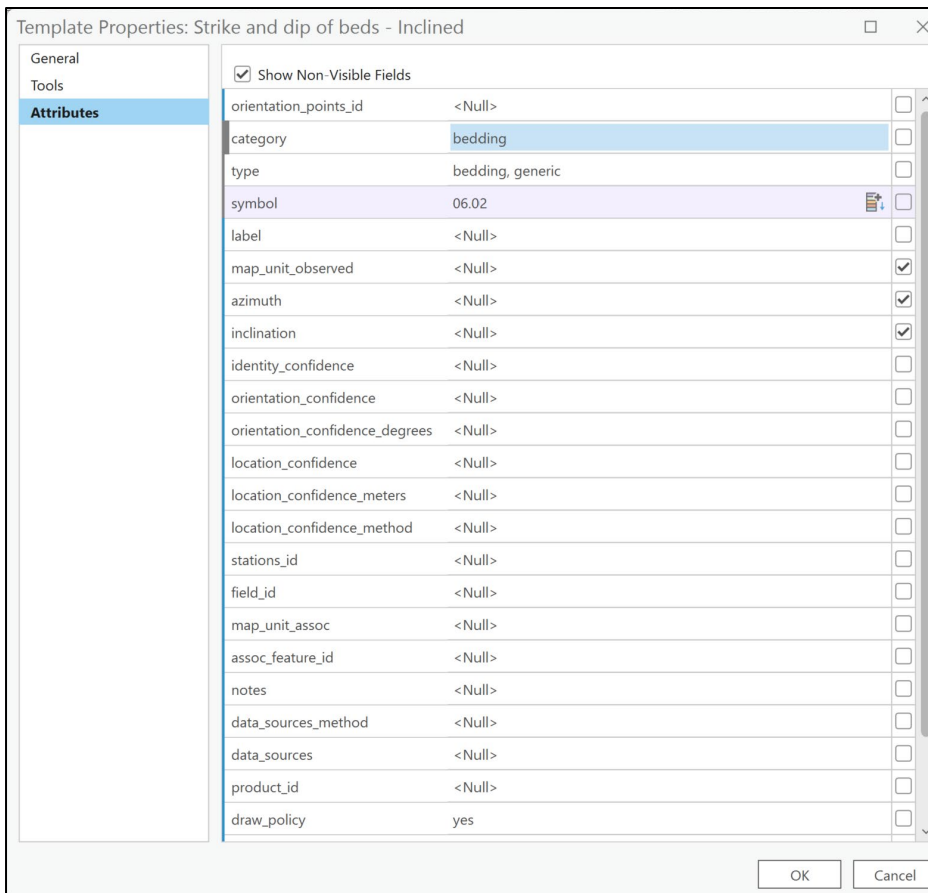 Template Properties: Strike and dip of beds - Inclined
General
Tools
Attributes
Show Non-Visible Fields
orientation_points_id <Null>
category bedding
type bedding, generic
symbol 06.02
label <Null>
map_unit_observed <Null>
azimuth <Null>
inclination <Null>
identity_confidence <Null>
orientation_confidence <Null>
orientation_confidence_degrees <Null>
location_confidence <Null>
location_confidence_meters <Null>
location_confidence_method <Null>
stations_id <Null>
field_id <Null>
map_unit_assoc <Null>
assoc_feature_id <Null>
notes <Null>
data_sources_method <Null>
data_sources <Null>
product_id <Null>
draw_policy yes
OK Cancel